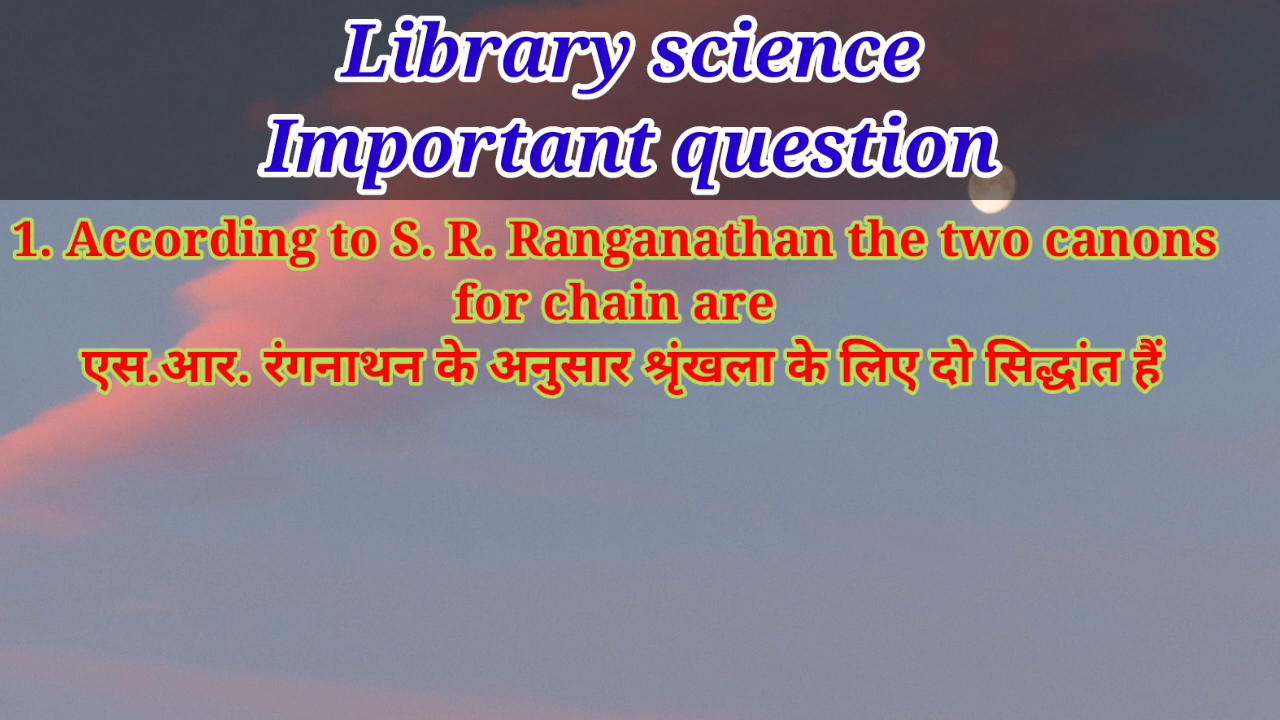 Library science
Important question
1. According to S. R. Ranganathan the two canons
for chain are
एस.आर. रंगनाथन के अनुसार श्रृंखला के लिए दो सिद्धांत हैं